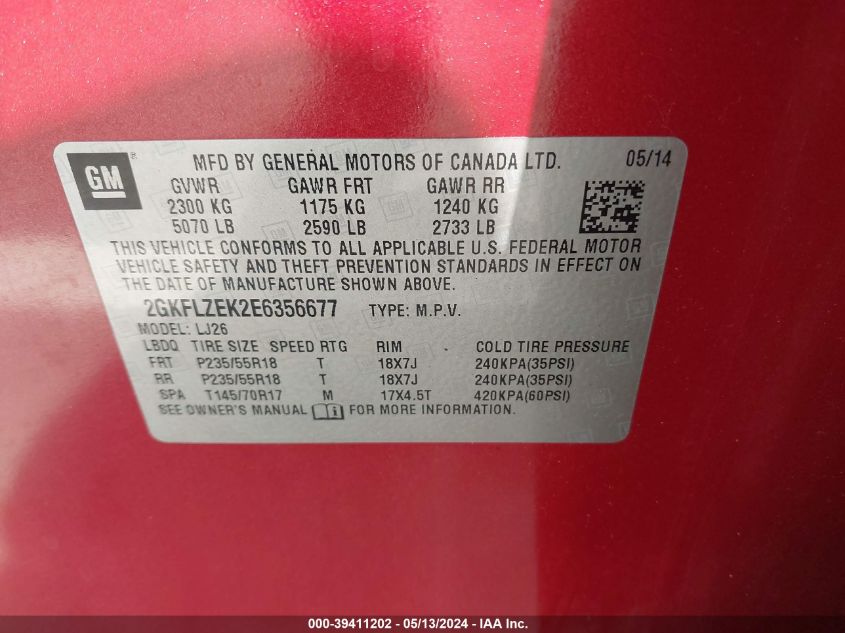 GM ® MFD BY GENERAL MOTORS OF CANADA LTD. 05/14
GVWR GAWR FRT GAWR RR
2300 KG 1175 KG 1240 KG
5070 LB 2590 LB 2733 LB
THIS VEHICLE CONFORMS TO ALL APPLICABLE U.S. FEDERAL MOTOR
VEHICLE SAFETY AND THEFT PREVENTION STANDARDS IN EFFECT ON
THE DATE OF MANUFACTURE SHOWN ABOVE.
2GKFLZEK2E6356677 TYPE: M.P.V.
MODEL: LJ26
LBDQ TIRE SIZE SPEED RTG RIM COLD TIRE PRESSURE
FRT P235/55R18 T 18X7J 240KPA(35PSI)
RR P235/55R18 T 18X7J 240KPA(35PSI)
SPA T145/70R17 M 17X4.5T 420KPA(60PSI)
SEE OWNER'S MANUAL i FOR MORE INFORMATION.
000-39411202 - 05/13/2024 - IAA Inc.